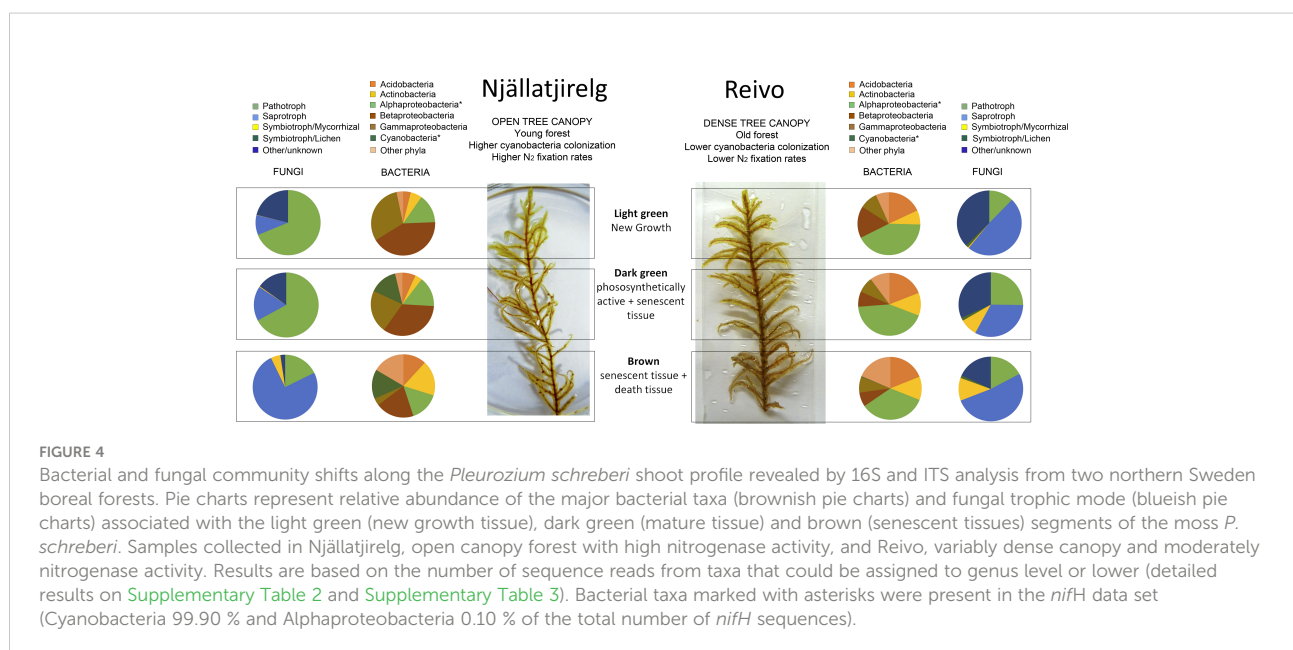 Njällatjirelg
OPEN TREE CANOPY
Young forest
Higher cyanobacteria colonization
Higher N₂ fixation rates
Reivo
DENSE TREE CANOPY
Old forest
Lower cyanobacteria colonization
Lower N₂ fixation rates
Pathotroph
Saprotroph
Symbiotroph/Mycorrhizal
Symbiotroph/Lichen
Other/unknown
FUNGI
Acidobacteria
Actinobacteria
Alphaproteobacteria*
Betaproteobacteria
Gammaproteobacteria
Cyanobacteria*
Other phyla
BACTERIA
Acidobacteria
Actinobacteria
Alphaproteobacteria*
Betaproteobacteria
Gammaproteobacteria
Cyanobacteria*
Other phyla
BACTERIA
Pathotroph
Saprotroph
Symbiotroph/Mycorrhizal
Symbiotroph/Lichen
Other/unknown
FUNGI
Light green
New Growth
Dark green
phososynthetically
active + senescent
tissue
Brown
senescent tissue +
death tissue
FIGURE 4
Bacterial and fungal community shifts along the Pleurozium schreberi shoot profile revealed by 16S and ITS analysis from two northern Sweden
boreal forests. Pie charts represent relative abundance of the major bacterial taxa (brownish pie charts) and fungal trophic mode (blueish pie
charts) associated with the light green (new growth tissue), dark green (mature tissue) and brown (senescent tissues) segments of the moss P.
schreberi. Samples collected in Njällatjirelg, open canopy forest with high nitrogenase activity, and Reivo, variably dense canopy and moderately
nitrogenase activity. Results are based on the number of sequence reads from taxa that could be assigned to genus level or lower (detailed
results on Supplementary Table 2 and Supplementary Table 3). Bacterial taxa marked with asterisks were present in the nifH data set
(Cyanobacteria 99.90 % and Alphaproteobacteria 0.10 % of the total number of nifH sequences).